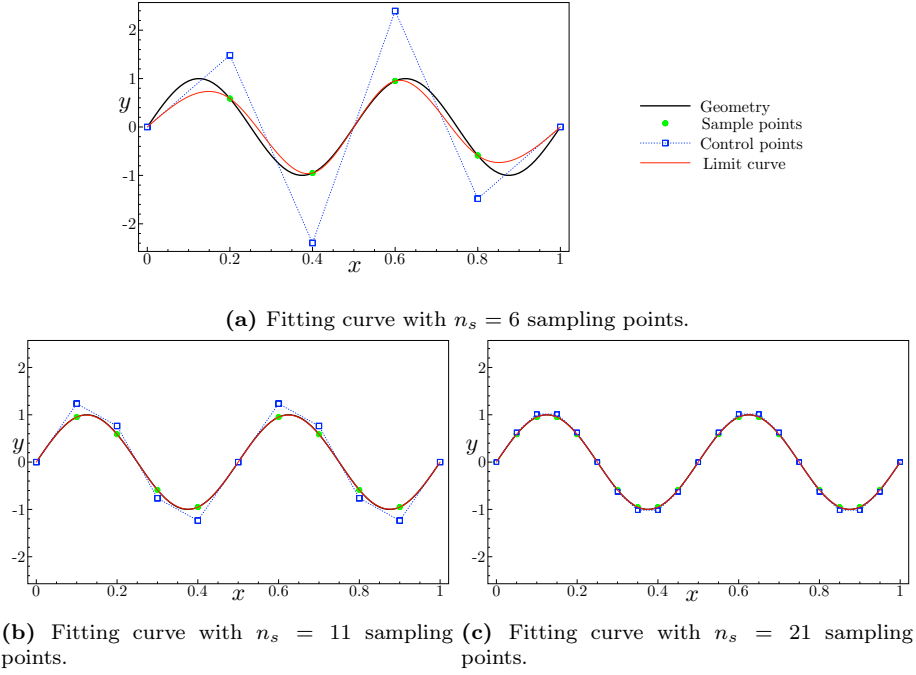 2
1
y
0
-1
-2
0 0.2 0.4 0.6 0.8 1
x
Geometry
Sample points
Control points
Limit curve
(a) Fitting curve with n_s = 6 sampling points.
2
1
y
0
-1
-2
0 0.2 0.4 0.6 0.8 1
x
2
1
y
0
-1
-2
0 0.2 0.4 0.6 0.8 1
x
(b) Fitting curve with n_s = 11 sampling
points.
(c) Fitting curve with n_s = 21 sampling
points.